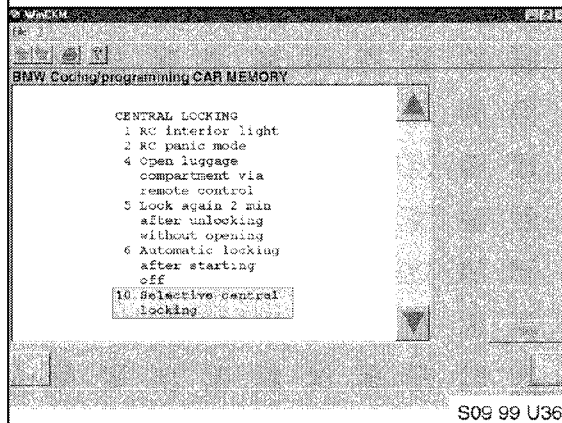 BMW Coding/programming CAR MEMORY
CENTRAL LOCKING
1 RC interior light
2 RC panic mode
4 Open luggage
compartment via
remote control
5 Lock again 2 min
after unlocking
without opening
6 Automatic locking
after starting
off
10 Selective central
locking
S09 99 U36